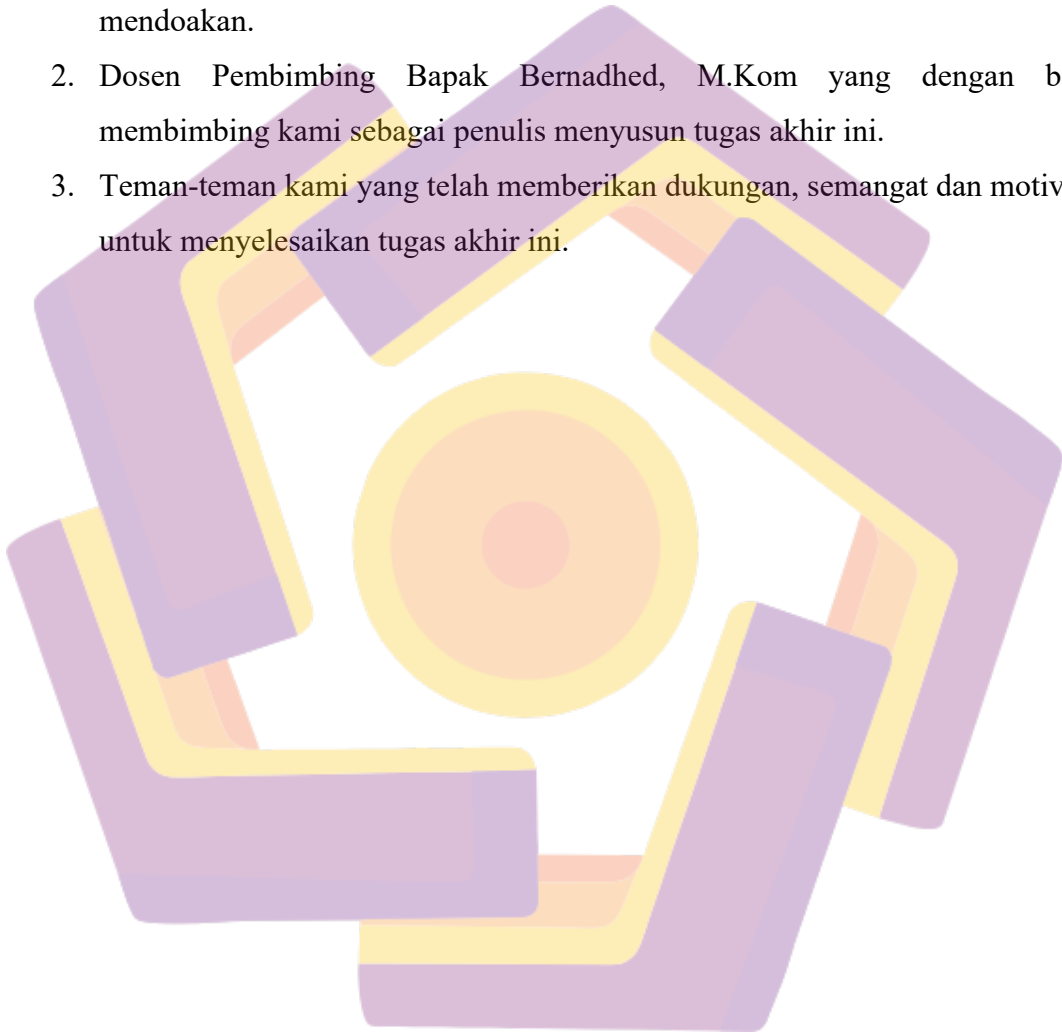 mendoakan.
2. Dosen Pembimbing Bapak Bernadhed, M.Kom yang dengan
membimbing kami sebagai penulis menyusun tugas akhir ini.
3. Teman-teman kami yang telah memberikan dukungan, semangat dan
untuk menyelesaikan tugas akhir ini.